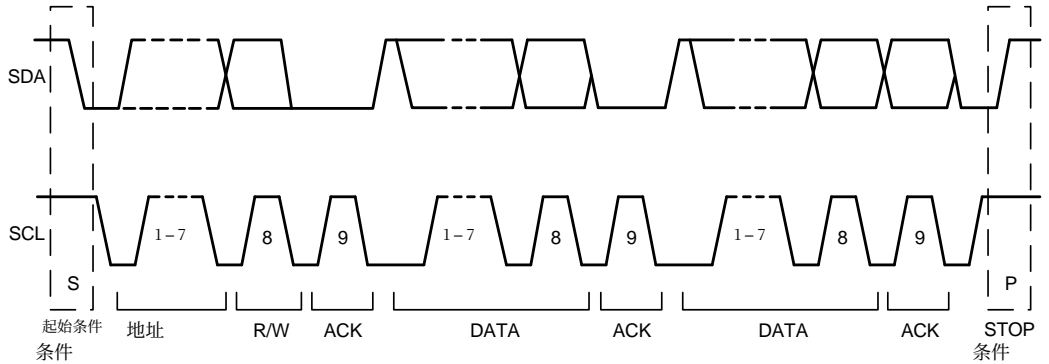 SDA
SCL
1–7 8 9 1–7 8 9 1–7 8 9
S P
起始条件 地址 R/W ACK DATA ACK DATA ACK STOP
条件 条件